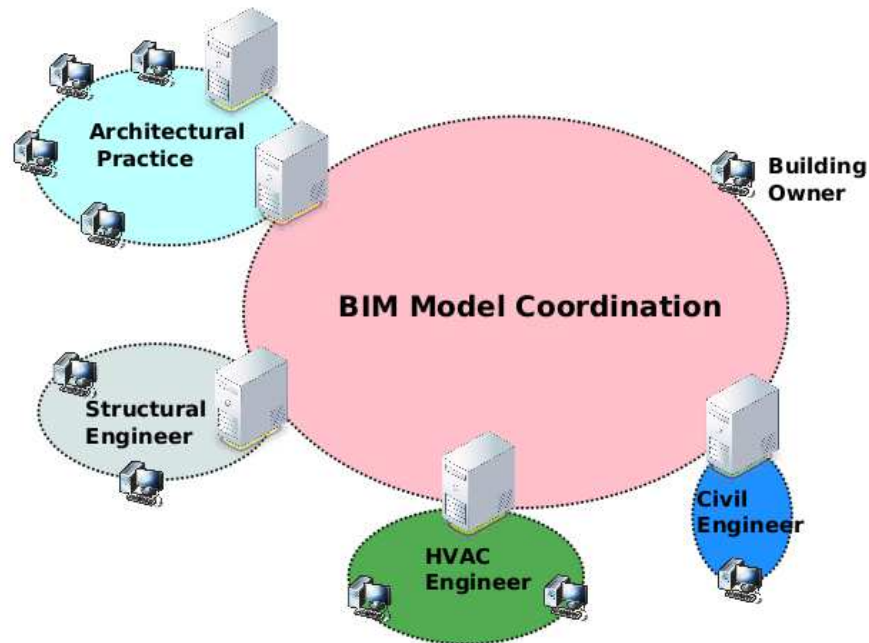 Architectural
Practice
Building
Owner
BIM Model Coordination
Structural
Engineer
Civil
Engineer
HVAC
Engineer